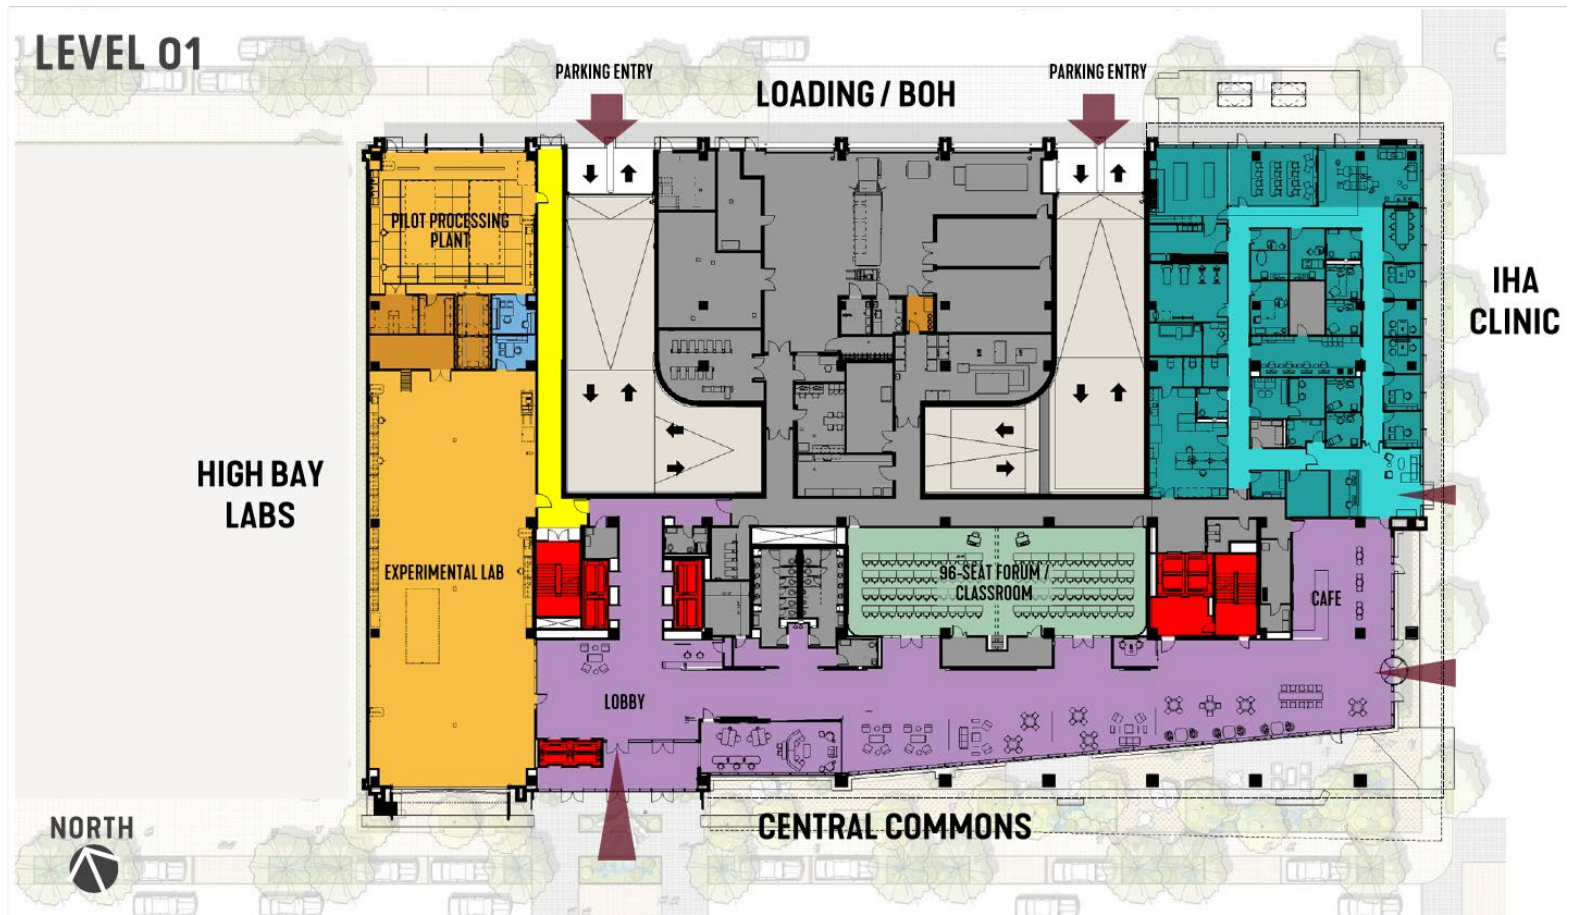 LEVEL 01
PARKING ENTRY
PARKING ENTRY
LOADING / BOH
PILOT PROCESSING
PLANT
IHA
CLINIC
HIGH BAY
LABS
EXPERIMENTAL LAB
96-SEAT FORUM /
CLASSROOM
CAFE
LOBBY
CENTRAL COMMONS
NORTH